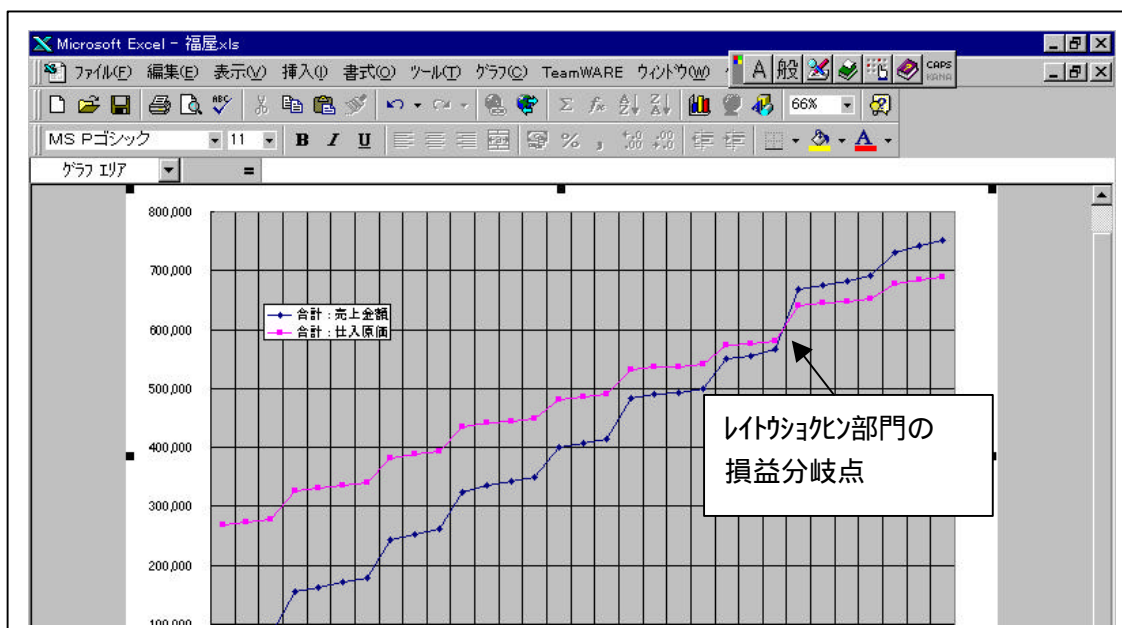 Microsoft Excel - 福屋xls
ファイル(F) 編集(E) 表示(V) 挿入(I) 書式(O) ツール(T) グラフ(C) TeamWARE ウィンドウ(W)
A 般 CAPS
KANA
66%
MS Pゴシック 11 B I U
グラフ エリア =
800,000
700,000
合計：売上金額
合計：仕入原価
600,000
500,000
ﾚｲﾄｳｼｮｸﾋﾝ部門の
損益分岐点
400,000
300,000
200,000
100,000